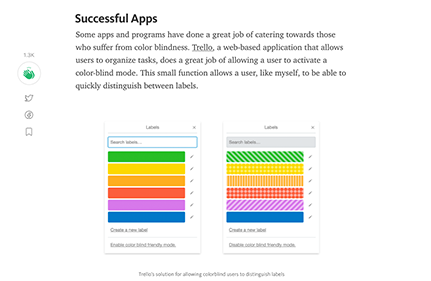 Successful Apps
Some apps and programs have done a great job of catering towards those
who suffer from color blindness. Trello, a web-based application that allows
users to organize tasks, does a great job of allowing a user to activate a
color-blind mode. This small function allows a user, like myself, to be able to
quickly distinguish between labels.
1.3K
Labels
Search labels...
Create a new label
Enable color blind friendly mode.
Labels
Search labels...
Create a new label
Disable color blind friendly mode.
Trello's solution for allowing colorblind users to distinguish labels